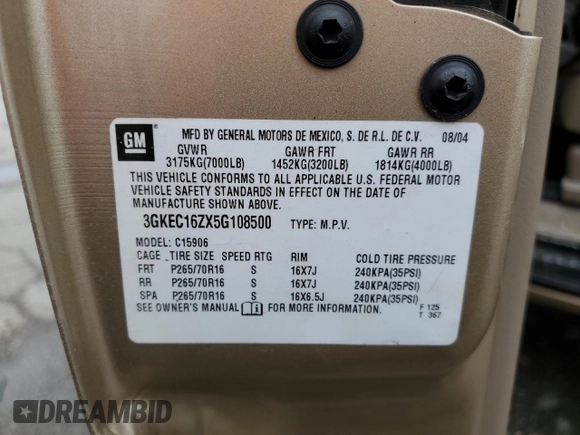 GM
MFD BY GENERAL MOTORS DE MEXICO, S. DE R.L. DE C.V. 08/04
GVWR GAWR FRT GAWR RR
3175KG(7000LB) 1452KG(3200LB) 1814KG(4000LB)
THIS VEHICLE CONFORMS TO ALL APPLICABLE U.S. FEDERAL MOTOR
VEHICLE SAFETY STANDARDS IN EFFECT ON THE DATE OF
MANUFACTURE SHOWN ABOVE.
3GKEC16ZX5G108500 TYPE: M.P.V.
MODEL: C15906
CAGE TIRE SIZE SPEED RTG RIM COLD TIRE PRESSURE
FRT P265/70R16 S 16X7J 240KPA(35PSI)
RR P265/70R16 S 16X7J 240KPA(35PSI)
SPA P265/70R16 S 16X6.5J 240KPA(35PSI)
SEE OWNER'S MANUAL i FOR MORE INFORMATION.
F 125
T 367
DREAMBID